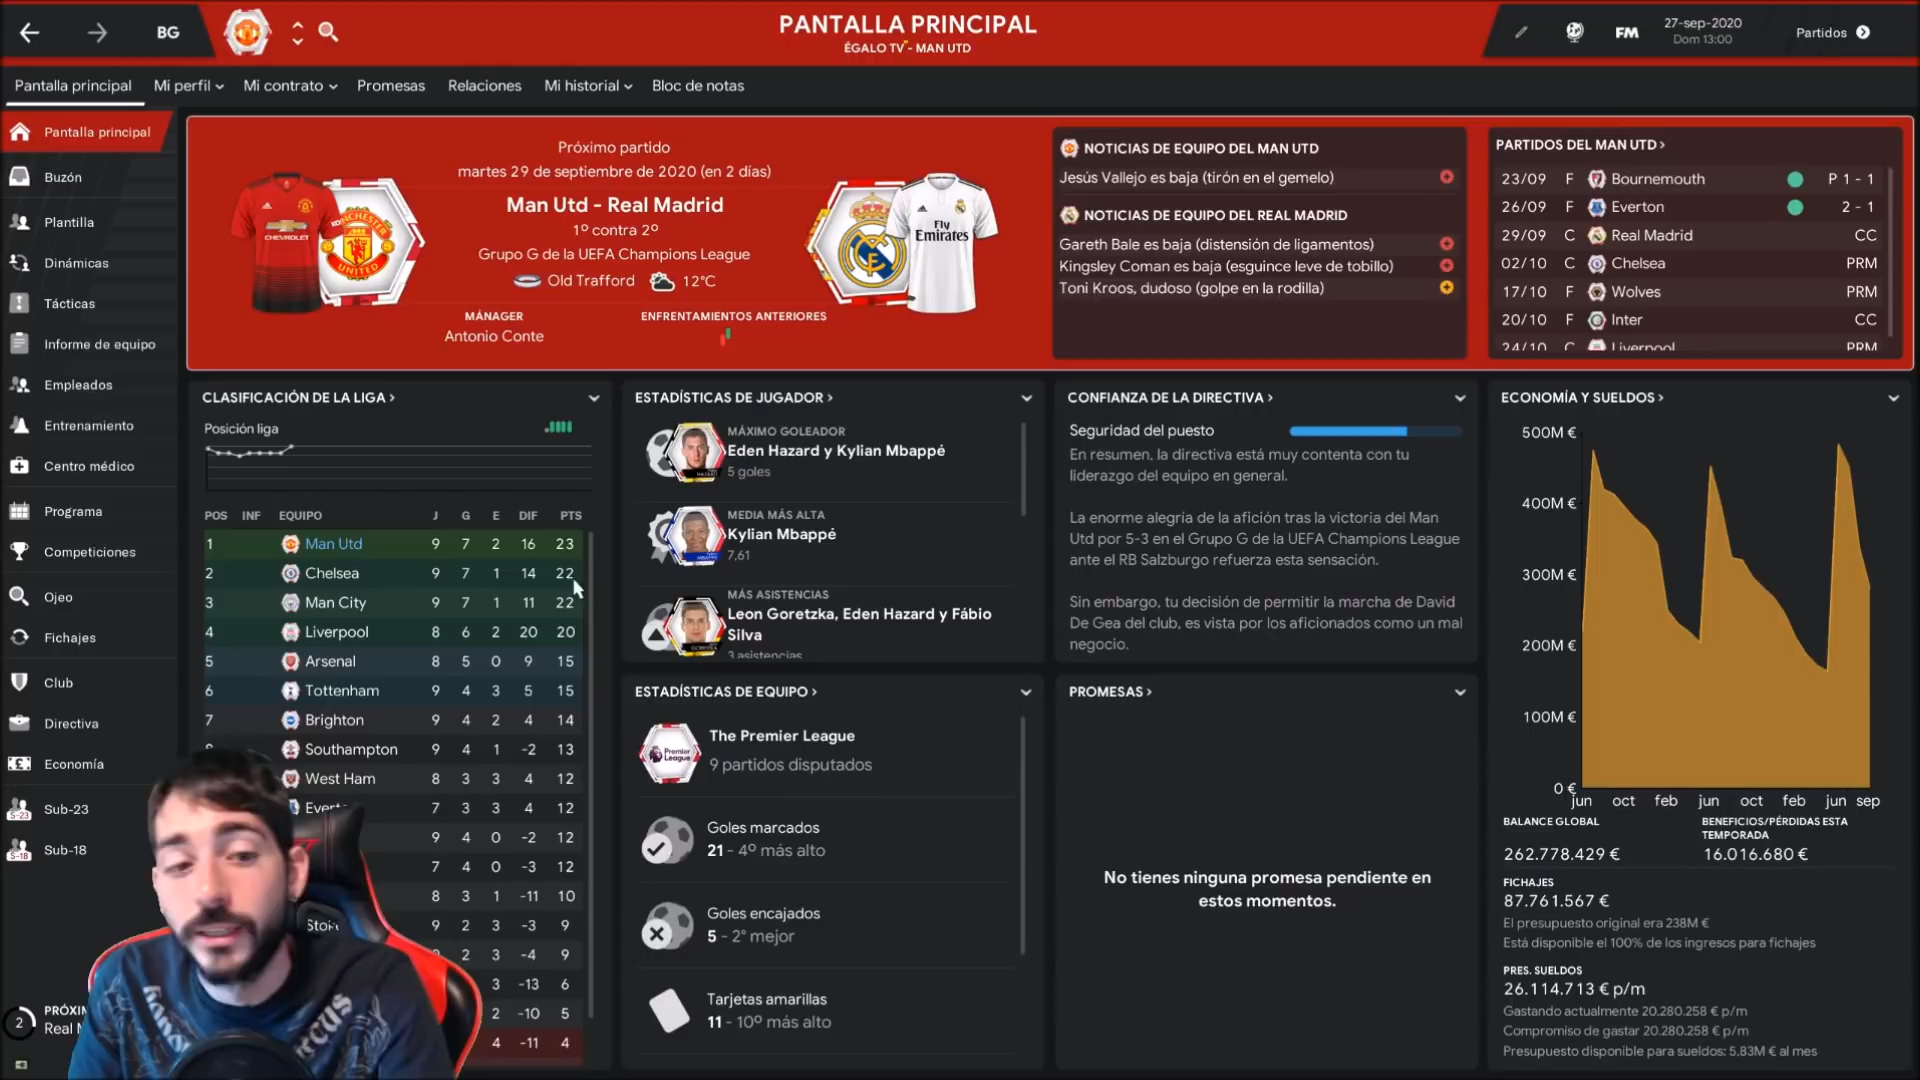 BG
PANTALLA PRINCIPAL
ÉGALO TV - MAN UTD
FM
27-sep-2020
Dom 13:00
Partidos
Pantalla principal
Mi perfil
Mi contrato
Promesas
Relaciones
Mi historial
Bloc de notas
Pantalla principal
Buzón
Plantilla
Dinámicas
Tácticas
Informe de equipo
Empleados
Entrenamiento
Centro médico
Programa
Competiciones
Ojeo
Fichajes
Club
Directiva
Economía
S-23
Sub-23
S-18
Sub-18
2
PRÓXI
Real
Próximo partido
martes 29 de septiembre de 2020 (en 2 días)
Man Utd - Real Madrid
1º contra 2º
Grupo G de la UEFA Champions League
Old Trafford
12°C
MÁNAGER
Antonio Conte
ENFRENTAMIENTOS ANTERIORES
CHEVROLET
UNITED
Fly
Emirates
NOTICIAS DE EQUIPO DEL MAN UTD
Jesús Vallejo es baja (tirón en el gemelo)
NOTICIAS DE EQUIPO DEL REAL MADRID
Gareth Bale es baja (distensión de ligamentos)
Kingsley Coman es baja (esguince leve de tobillo)
Toni Kroos, dudoso (golpe en la rodilla)
PARTIDOS DEL MAN UTD
23/09 F Bournemouth P 1 - 1
26/09 F Everton 2 - 1
29/09 C Real Madrid CC
02/10 C Chelsea PRM
17/10 F Wolves PRM
20/10 F Inter CC
24/10 C Liverpool PRM
CLASIFICACIÓN DE LA LIGA
Posición liga
POS INF EQUIPO J G E DIF PTS
1 Man Utd 9 7 2 16 23
2 Chelsea 9 7 1 14 22
3 Man City 9 7 1 11 22
4 Liverpool 8 6 2 20 20
5 Arsenal 8 5 0 9 15
6 Tottenham 9 4 3 5 15
7 Brighton 9 4 2 4 14
Southampton 9 4 1 -2 13
West Ham 8 3 3 4 12
Evert 7 3 3 4 12
9 4 0 -2 12
7 4 0 -3 12
8 3 1 -11 10
Stok 9 2 3 -3 9
2 3 -4 9
3 -13 6
2 -10 5
4 -11 4
ESTADÍSTICAS DE JUGADOR
MÁXIMO GOLEADOR
Eden Hazard y Kylian Mbappé
5 goles
MEDIA MÁS ALTA
Kylian Mbappé
7,61
MÁS ASISTENCIAS
Leon Goretzka, Eden Hazard y Fábio
Silva
3 asistencias
ESTADÍSTICAS DE EQUIPO
Premier
League
The Premier League
9 partidos disputados
Goles marcados
21 - 4º más alto
Goles encajados
5 - 2º mejor
Tarjetas amarillas
11 - 10º más alto
CONFIANZA DE LA DIRECTIVA
Seguridad del puesto
En resumen, la directiva está muy contenta con tu
liderazgo del equipo en general.
La enorme alegría de la afición tras la victoria del Man
Utd por 5-3 en el Grupo G de la UEFA Champions League
ante el RB Salzburgo refuerza esta sensación.
Sin embargo, tu decisión de permitir la marcha de David
De Gea del club, es vista por los aficionados como un mal
negocio.
PROMESAS
No tienes ninguna promesa pendiente en
estos momentos.
ECONOMÍA Y SUELDOS
500M €
400M €
300M €
200M €
100M €
0 €
jun oct feb jun oct feb jun sep
BALANCE GLOBAL
262.778.429 €
BENEFICIOS/PÉRDIDAS ESTA
TEMPORADA
16.016.680 €
FICHAJES
87.761.567 €
El presupuesto original era 238M €
Está disponible el 100% de los ingresos para fichajes
PRES. SUELDOS
26.114.713 € p/m
Gastando actualmente 20.280.258 € p/m
Compromiso de gastar 20.280.258 € p/m
Presupuesto disponible para sueldos: 5,83M € al mes